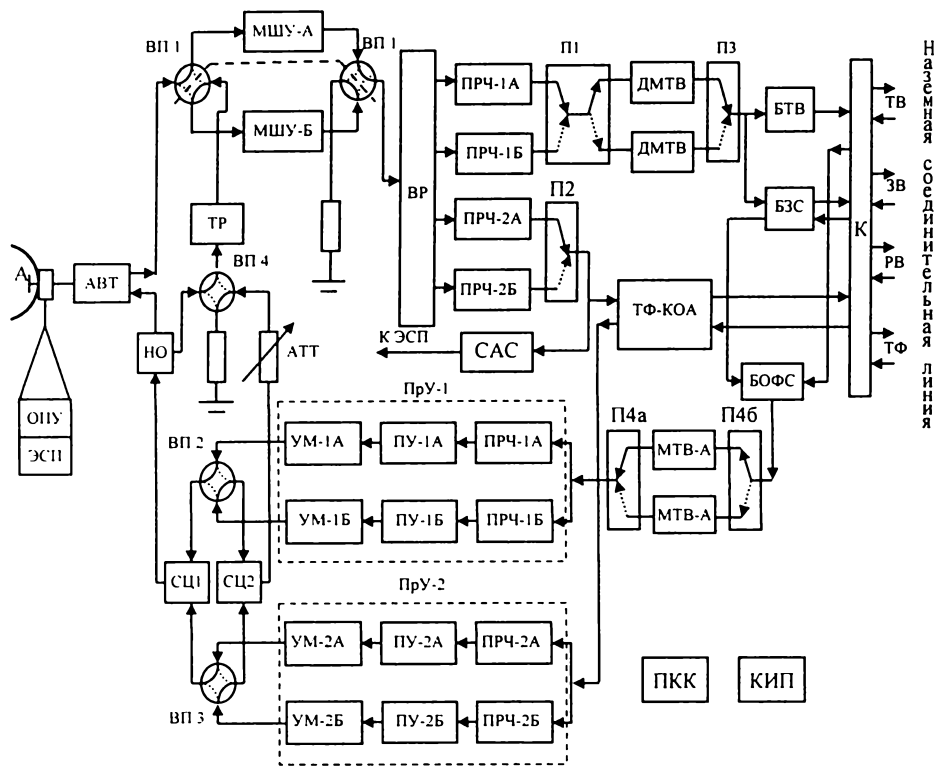 МШУ-А
ВП 1
ВП 1
МШУ-Б
П1
П3
ПРЧ-1А
ДМТВ
БТВ
ТВ
ПРЧ-1Б
ДМТВ
ВР
П2
ЗВ
БЗС
К
ПРЧ-2А
ТР
РВ
ВП 4
А
АВТ
ПРЧ-2Б
ТФ-КОА
К ЭСП
САС
ТФ
НО
АТТ
БОФС
ОПУ
ЭСП
ПрУ-1
П4а
П4б
ВП 2
УМ-1А
ПУ-1А
ПРЧ-1А
МТВ-А
УМ-1Б
ПУ-1Б
ПРЧ-1Б
МТВ-А
СЦ1
СЦ2
ПрУ-2
УМ-2А
ПУ-2А
ПРЧ-2А
ПКК
КИП
ВП 3
УМ-2Б
ПУ-2Б
ПРЧ-2Б
Наземная соединительная линия